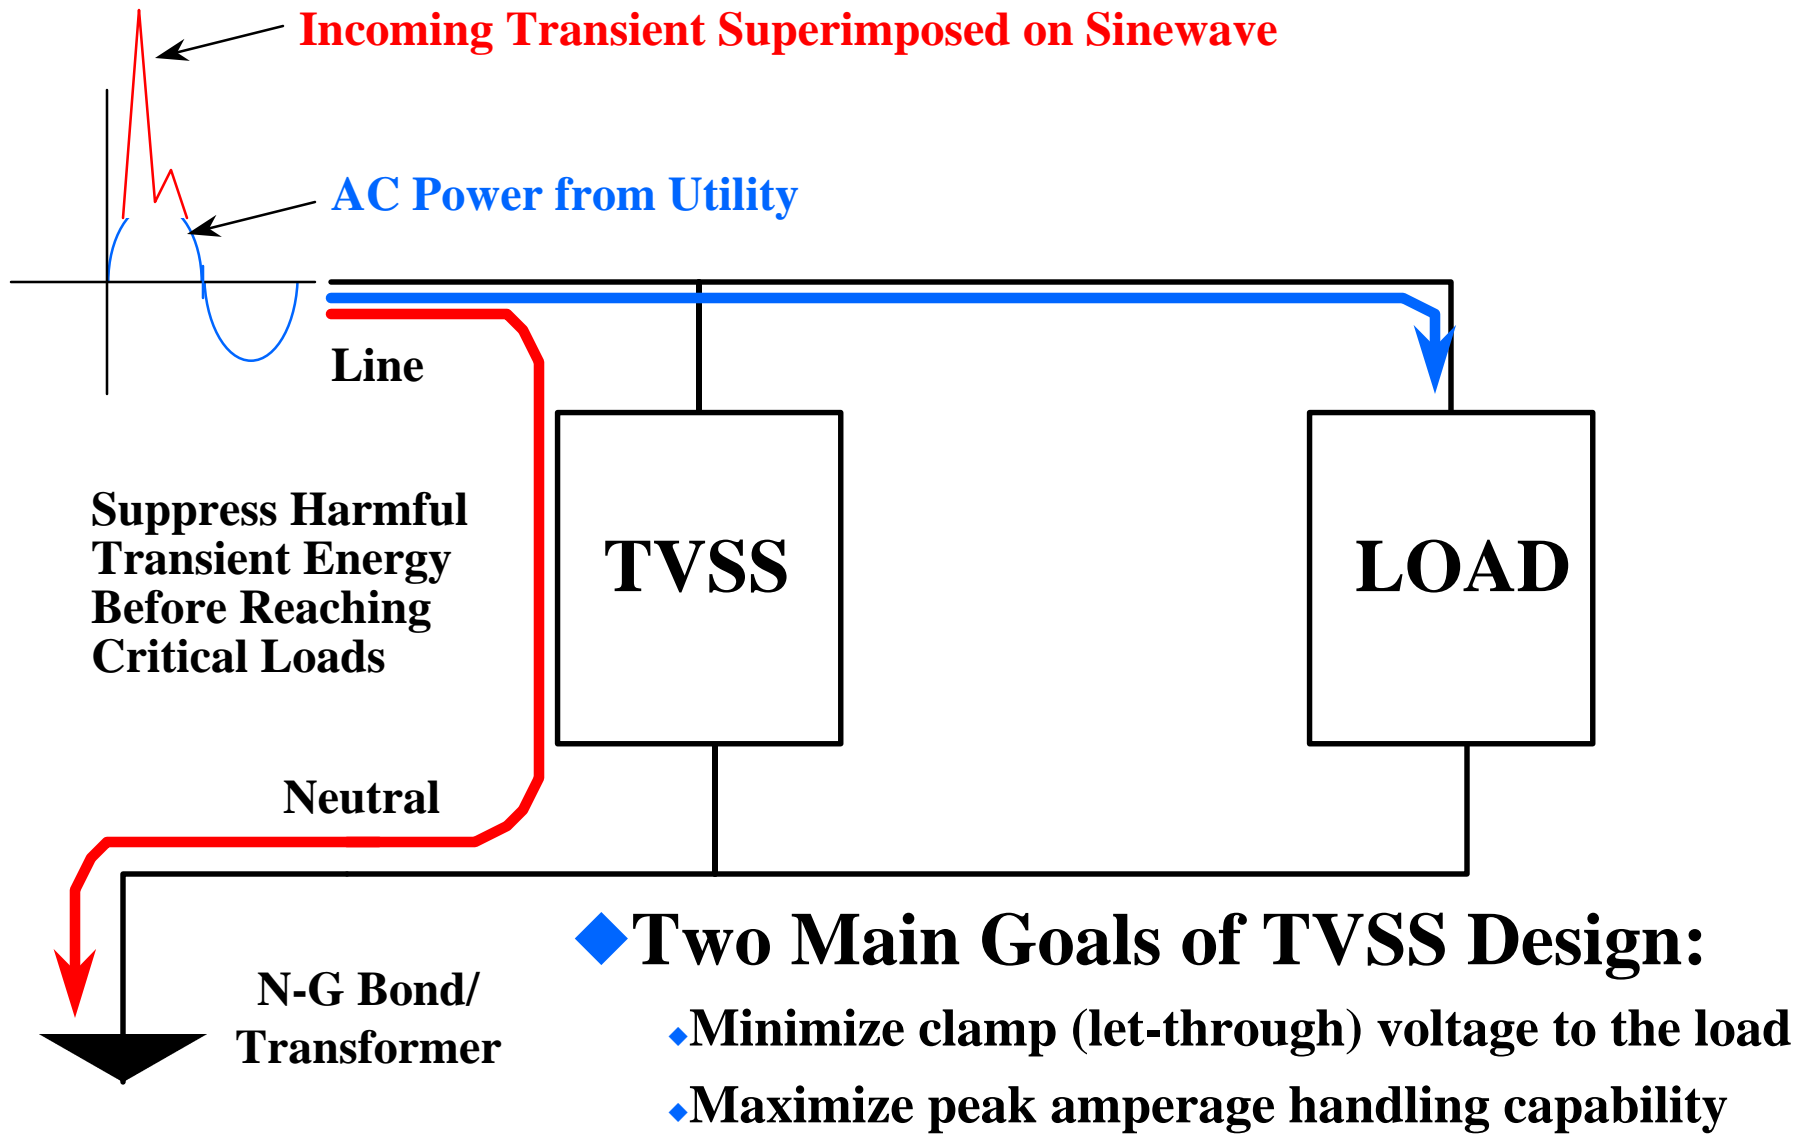 Incoming Transient Superimposed on Sinewave
AC Power from Utility
Line
Suppress Harmful
Transient Energy
Before Reaching
Critical Loads
TVSS
LOAD
Neutral
N-G Bond/
Transformer
Two Main Goals of TVSS Design:
Minimize clamp (let-through) voltage to the load
Maximize peak amperage handling capability